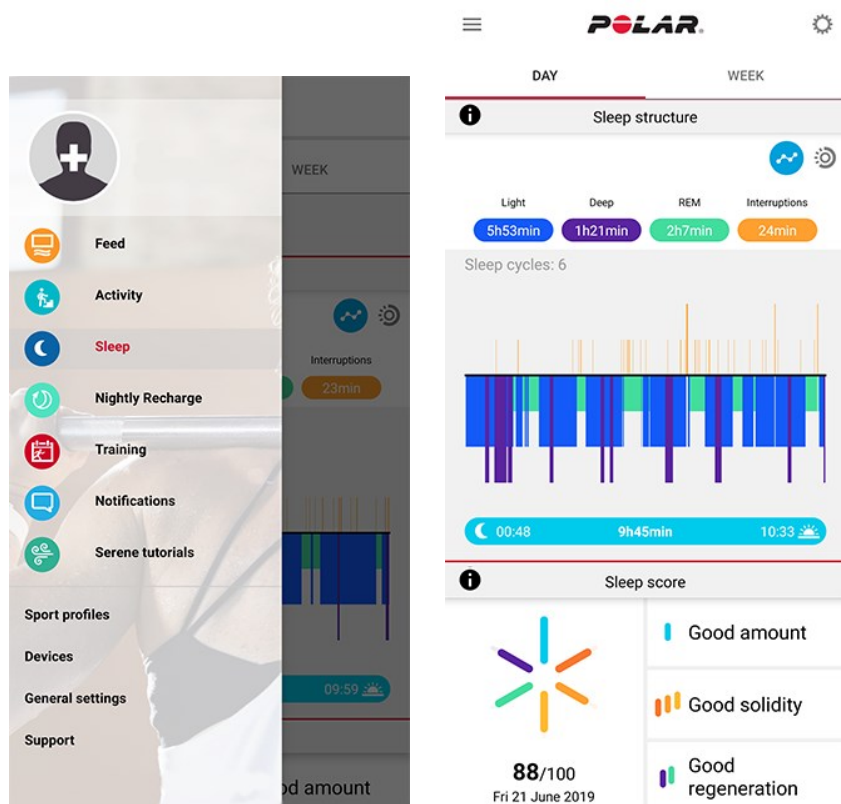 WEEK
Feed
Activity
Sleep
Interruptions
Nightly Recharge
23min
Training
Notifications
Serene tutorials
Sport profiles
Devices
General settings
09:59
Support
od amount
POLAR.
DAY WEEK
Sleep structure
Light Deep REM Interruptions
5h53min 1h21min 2h7min 24min
Sleep cycles: 6
00:48 9h45min 10:33
Sleep score
Good amount
Good solidity
88/100
Fri 21 June 2019
Good
regeneration